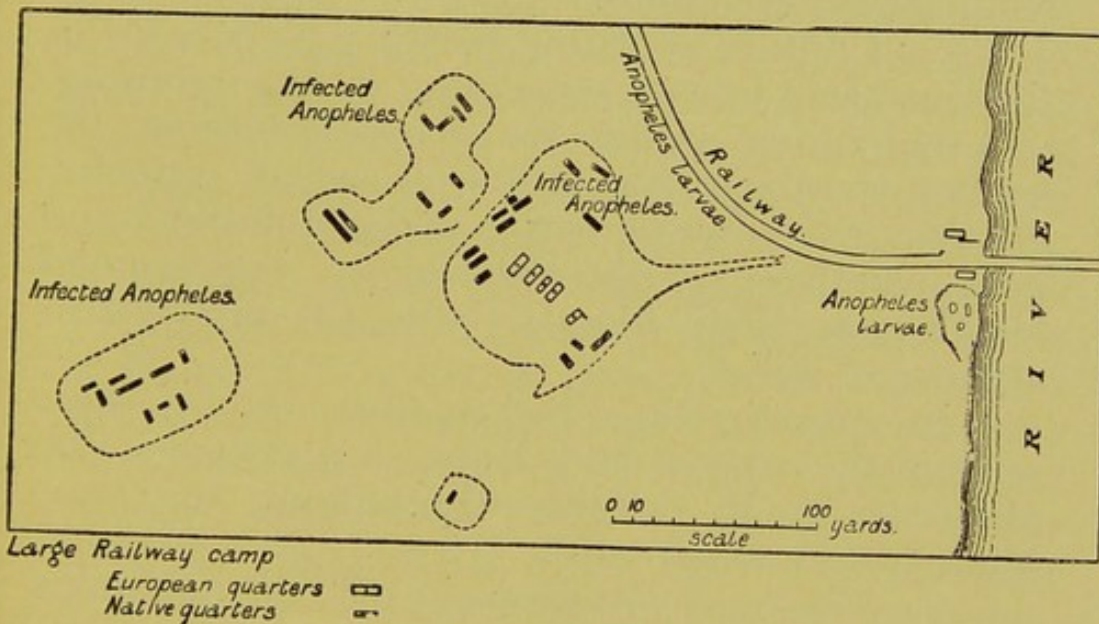 Infected
Anopheles.
Infected
Anopheles.
Infected Anopheles.
Anopheles larvae.
Railway.
Anopheles
larvae.
RIVER
0 10 100 yards.
scale
Large Railway camp
European quarters
Native quarters